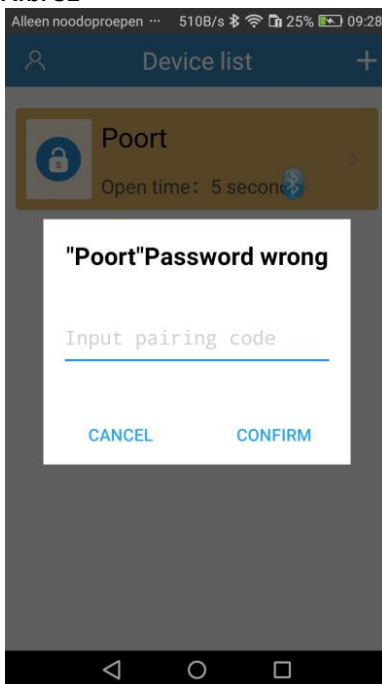 Alleen noodoproepen ··· 510B/s 25% 09:28
Device list +
Poort
S
Open time: 5 second
"Poort"Password wrong
Input pairing code
CANCEL CONFIRM